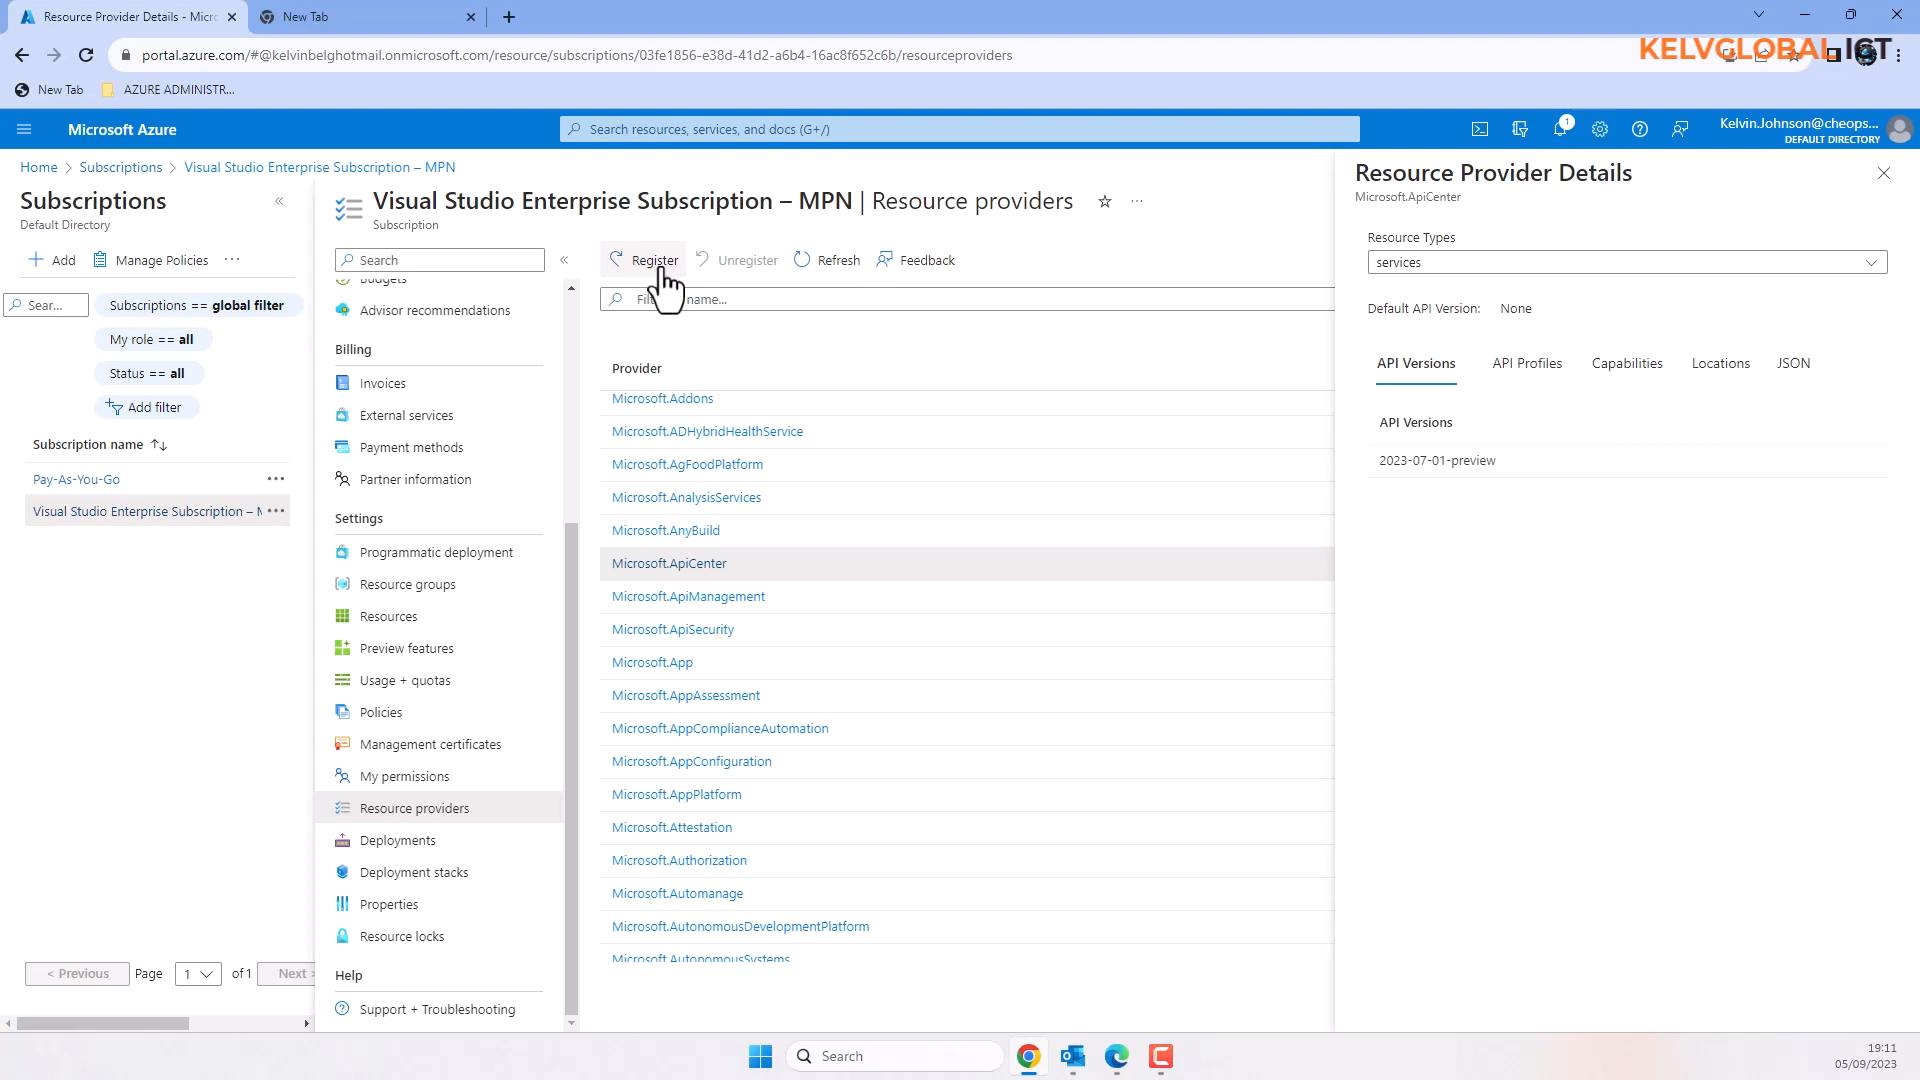 Resource Provider Details - Micr
New Tab
portal.azure.com/#@kelvinbelghotmail.onmicrosoft.com/resource/subscriptions/03fe1856-e38d-41d2-a6b4-16ac8f652c6b/resourceproviders
KELVGLOBAL ICT
New Tab
AZURE ADMINISTR...
Microsoft Azure
Search resources, services, and docs (G+/)
1
Kelvin.Johnson@cheops...
DEFAULT DIRECTORY
Home > Subscriptions > Visual Studio Enterprise Subscription – MPN
Subscriptions
Default Directory
Add
Manage Policies
Sear...
Subscriptions == global filter
My role == all
Status == all
Add filter
Subscription name
Pay-As-You-Go
Visual Studio Enterprise Subscription –
< Previous
Page
1
of 1
Next >
Visual Studio Enterprise Subscription – MPN | Resource providers
Subscription
Search
Budgets
Advisor recommendations
Billing
Invoices
External services
Payment methods
Partner information
Settings
Programmatic deployment
Resource groups
Resources
Preview features
Usage + quotas
Policies
Management certificates
My permissions
Resource providers
Deployments
Deployment stacks
Properties
Resource locks
Help
Support + Troubleshooting
Register
Unregister
Refresh
Feedback
name...
Provider
Microsoft.Addons
Microsoft.ADHybridHealthService
Microsoft.AgFoodPlatform
Microsoft.AnalysisServices
Microsoft.AnyBuild
Microsoft.ApiCenter
Microsoft.ApiManagement
Microsoft.ApiSecurity
Microsoft.App
Microsoft.AppAssessment
Microsoft.AppComplianceAutomation
Microsoft.AppConfiguration
Microsoft.AppPlatform
Microsoft.Attestation
Microsoft.Authorization
Microsoft.Automanage
Microsoft.AutonomousDevelopmentPlatform
Microsoft.AutonomousSystems
Resource Provider Details
Microsoft.ApiCenter
Resource Types
services
Default API Version: None
API Versions
API Profiles
Capabilities
Locations
JSON
API Versions
2023-07-01-preview
Search
19:11
05/09/2023